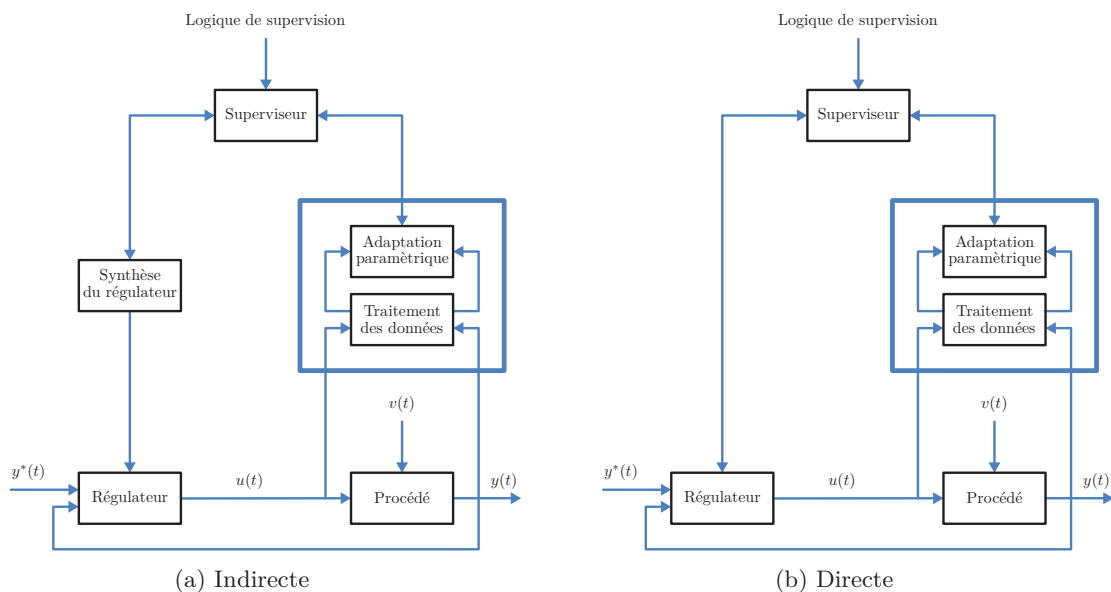 Logique de supervision
Superviseur
Adaptation
paramètrique
Synthèse
du régulateur
Traitement
des données
v(t)
y*(t)
Régulateur
u(t)
Procédé
y(t)
(a) Indirecte
Logique de supervision
Superviseur
Adaptation
paramètrique
Traitement
des données
v(t)
y*(t)
Régulateur
u(t)
Procédé
y(t)
(b) Directe